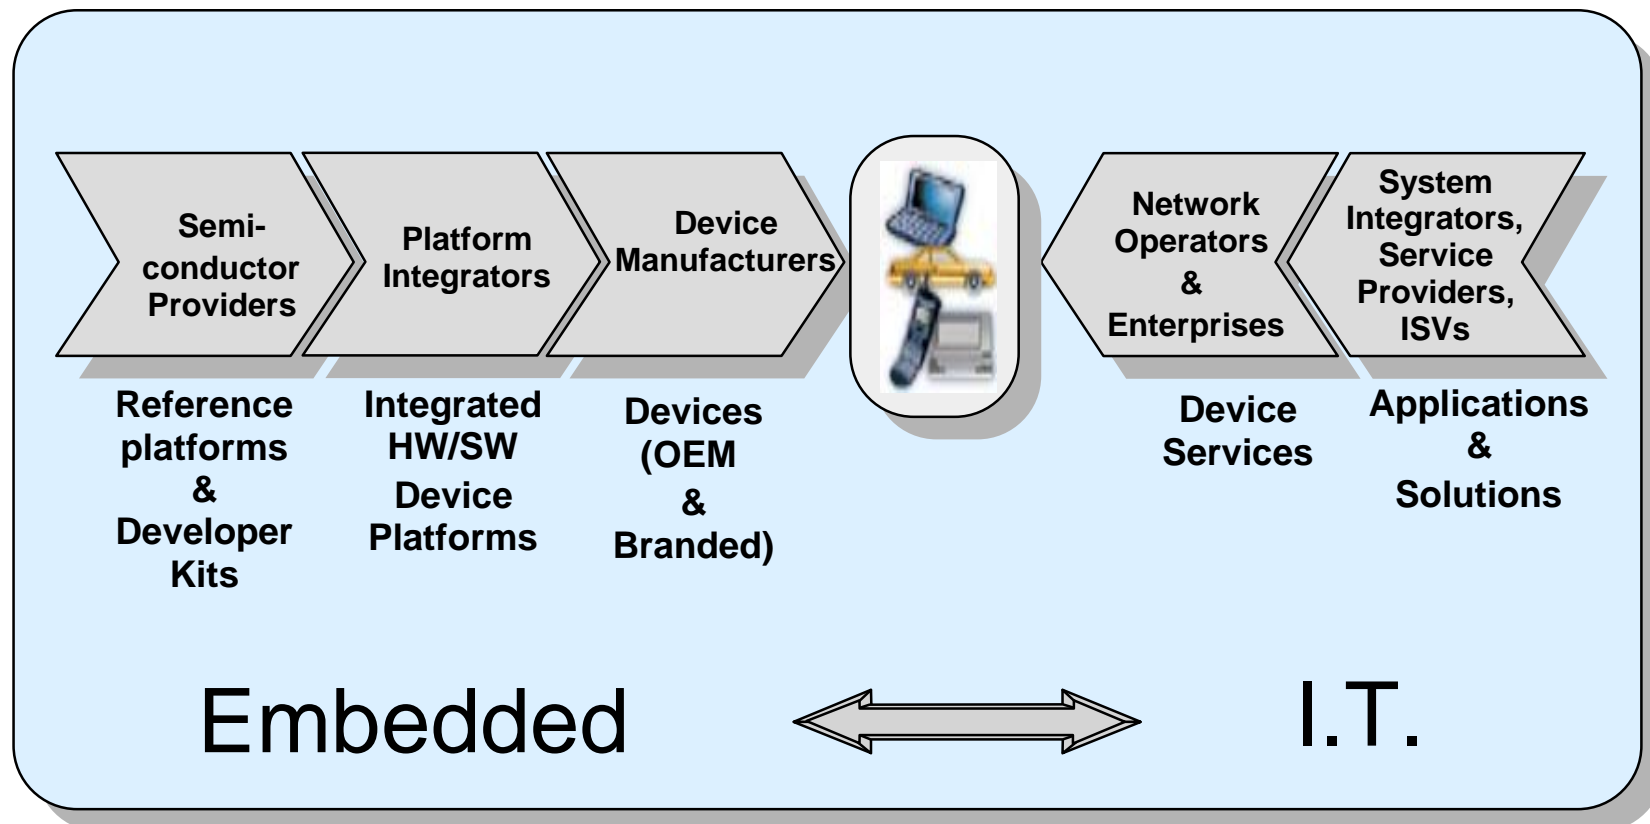 Semi-
conductor
Providers
Platform
Integrators
Device
Manufacturers
Network
Operators
&
Enterprises
System
Integrators,
Service
Providers,
ISVs
Reference
platforms
&
Developer
Kits
Integrated
HW/SW
Device
Platforms
Devices
(OEM
&
Branded)
Device
Services
Applications
&
Solutions
Embedded
I.T.